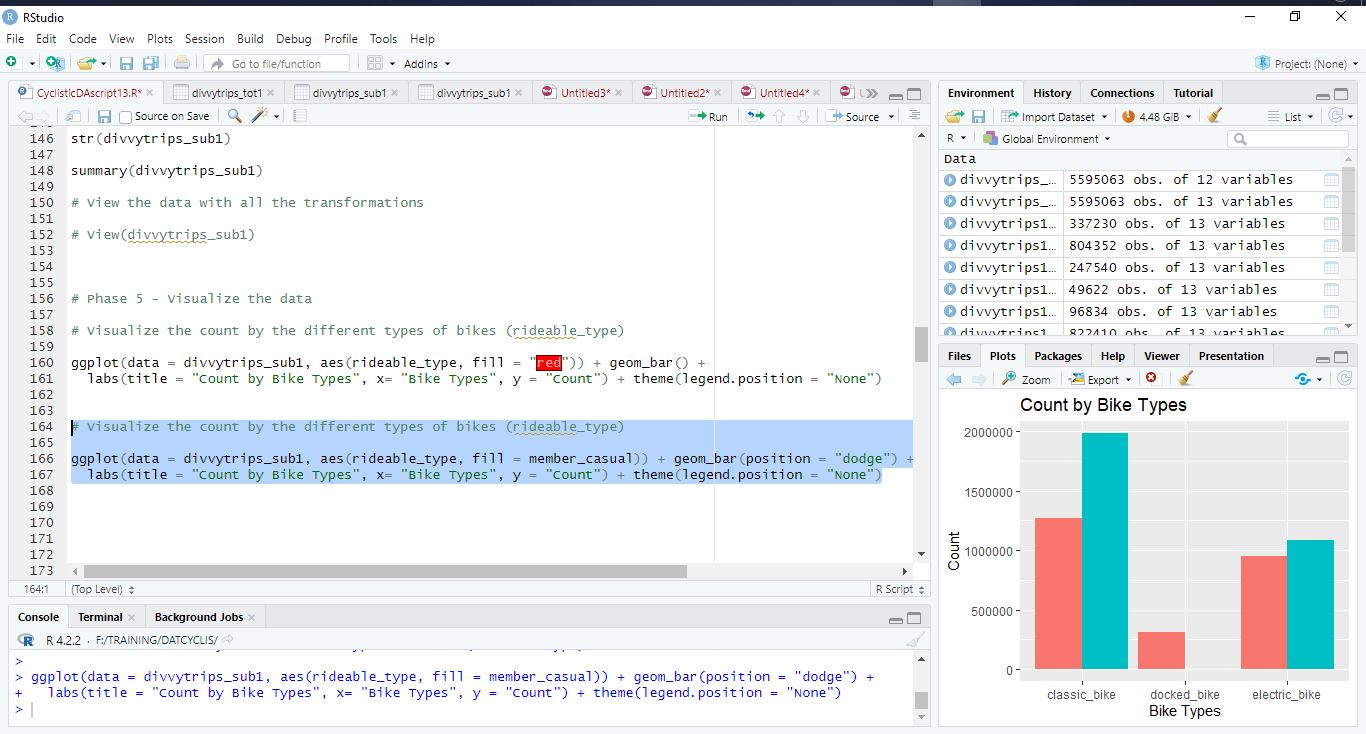 RStudio
File Edit Code View Plots Session Build Debug Profile Tools Help
Go to file/function Addins Project: (None)
CyclisticDAscript13.R* divvytrips_tot1 divvytrips_sub1 divvytrips_sub1 Untitled3* Untitled2* Untitled4*
Source on Save Run Source
146 str(divvytrips_sub1)
147
148 summary(divvytrips_sub1)
149
150 # View the data with all the transformations
151
152 # View(divvytrips_sub1)
153
154
155
156 # Phase 5 - Visualize the data
157
158 # Visualize the count by the different types of bikes (rideable_type)
159
160 ggplot(data = divvytrips_sub1, aes(rideable_type, fill = "red")) + geom_bar() +
161 labs(title = "Count by Bike Types", x= "Bike Types", y = "Count") + theme(legend.position = "None")
162
163
164 # Visualize the count by the different types of bikes (rideable_type)
165
166 ggplot(data = divvytrips_sub1, aes(rideable_type, fill = member_casual)) + geom_bar(position = "dodge") +
167 labs(title = "Count by Bike Types", x= "Bike Types", y = "Count") + theme(legend.position = "None")
168
169
170
171
172
173
164:1 (Top Level) R Script
Console Terminal Background Jobs
R 4.2.2 · F:/TRAINING/DATCYCLIS/
>
> ggplot(data = divvytrips_sub1, aes(rideable_type, fill = member_casual)) + geom_bar(position = "dodge") +
+ labs(title = "Count by Bike Types", x= "Bike Types", y = "Count") + theme(legend.position = "None")
>
Environment History Connections Tutorial
Import Dataset 4.48 GiB List
R Global Environment
Data
divvytrips_… 5595063 obs. of 12 variables
divvytrips_… 5595063 obs. of 13 variables
divvytrips1… 337230 obs. of 13 variables
divvytrips1… 804352 obs. of 13 variables
divvytrips1… 247540 obs. of 13 variables
divvytrips1… 49622 obs. of 13 variables
divvytrips1… 96834 obs. of 13 variables
divvytrips1… 822410 obs. of 13 variables
Files Plots Packages Help Viewer Presentation
Zoom Export
Count by Bike Types
2000000
1500000
1000000
500000
0
Count
classic_bike docked_bike electric_bike
Bike Types